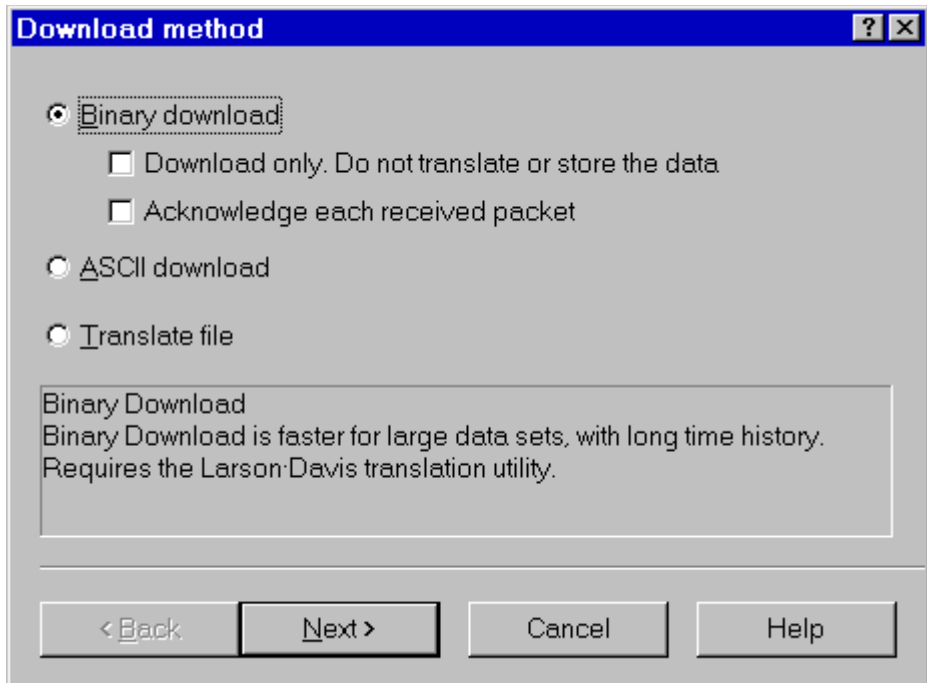 Download method
Binary download
Download only. Do not translate or store the data
Acknowledge each received packet
ASCII download
Translate file
Binary Download
Binary Download is faster for large data sets, with long time history.
Requires the Larson·Davis translation utility.
< Back Next > Cancel Help